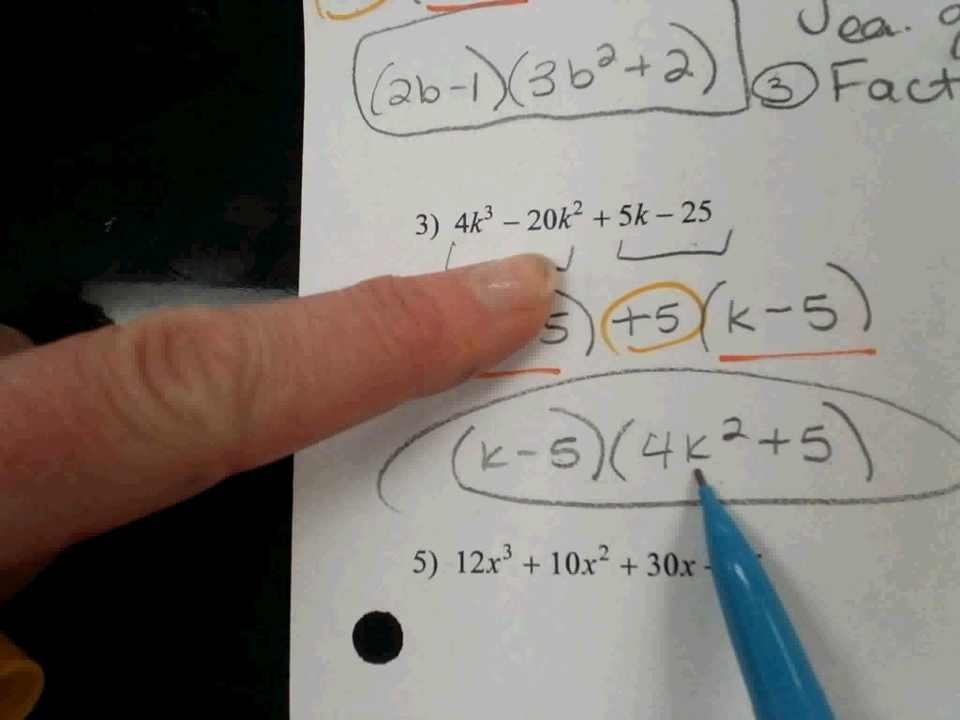 (2b-1)(3b²+2)
③ Fact
3) 4k³ − 20k² + 5k − 25
5) +5 (k-5)
(k-5)(4k²+5)
5) 12x³ + 10x² + 30x